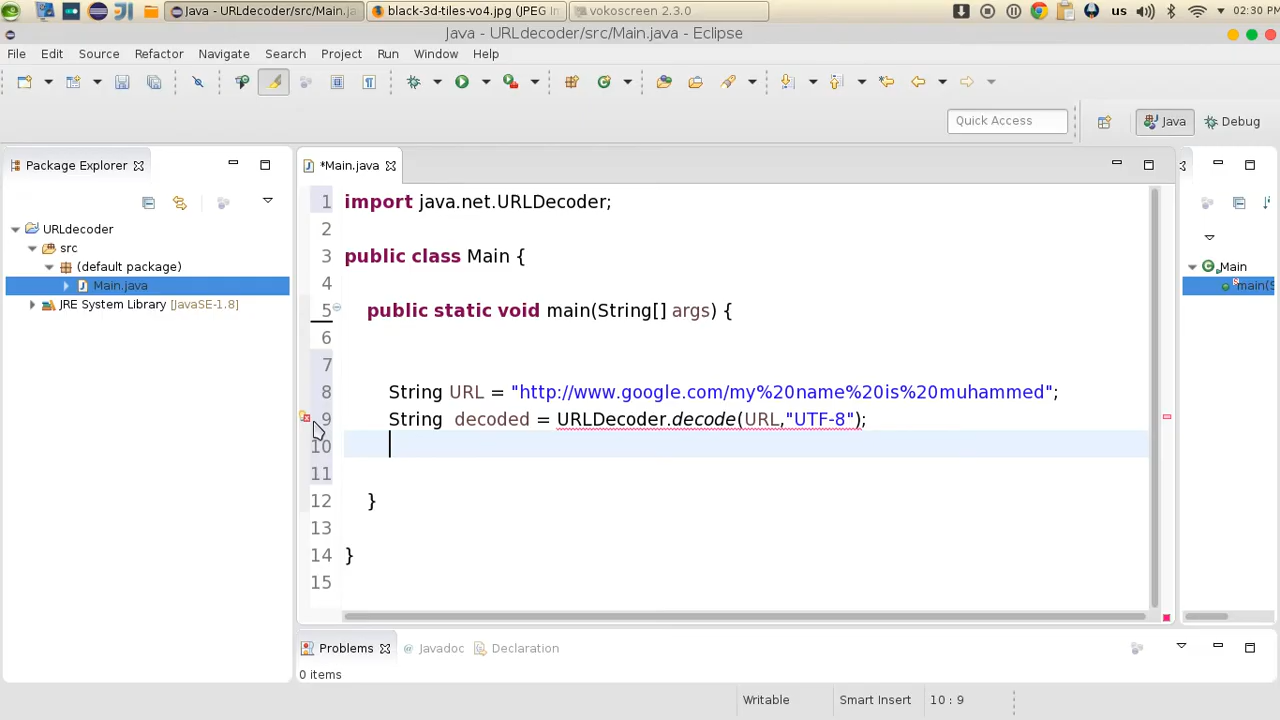 Java - URLdecoder/src/Main.ja
black-3d-tiles-vo4.jpg (JPEG I
vokoscreen 2.3.0
us
02:30 PM
Java - URLdecoder/src/Main.java - Eclipse
File Edit Source Refactor Navigate Search Project Run Window Help
Quick Access
Java
Debug
Package Explorer
*Main.java
URLdecoder
src
(default package)
Main.java
JRE System Library [JavaSE-1.8]
1 import java.net.URLDecoder;
2
3 public class Main {
4
5 public static void main(String[] args) {
6
7
8 String URL = "http://www.google.com/my%20name%20is%20muhammed";
9 String decoded = URLDecoder.decode(URL,"UTF-8");
10
11
12 }
13
14 }
15
Main
main(S
Problems
@ Javadoc
Declaration
0 items
Writable
Smart Insert
10 : 9